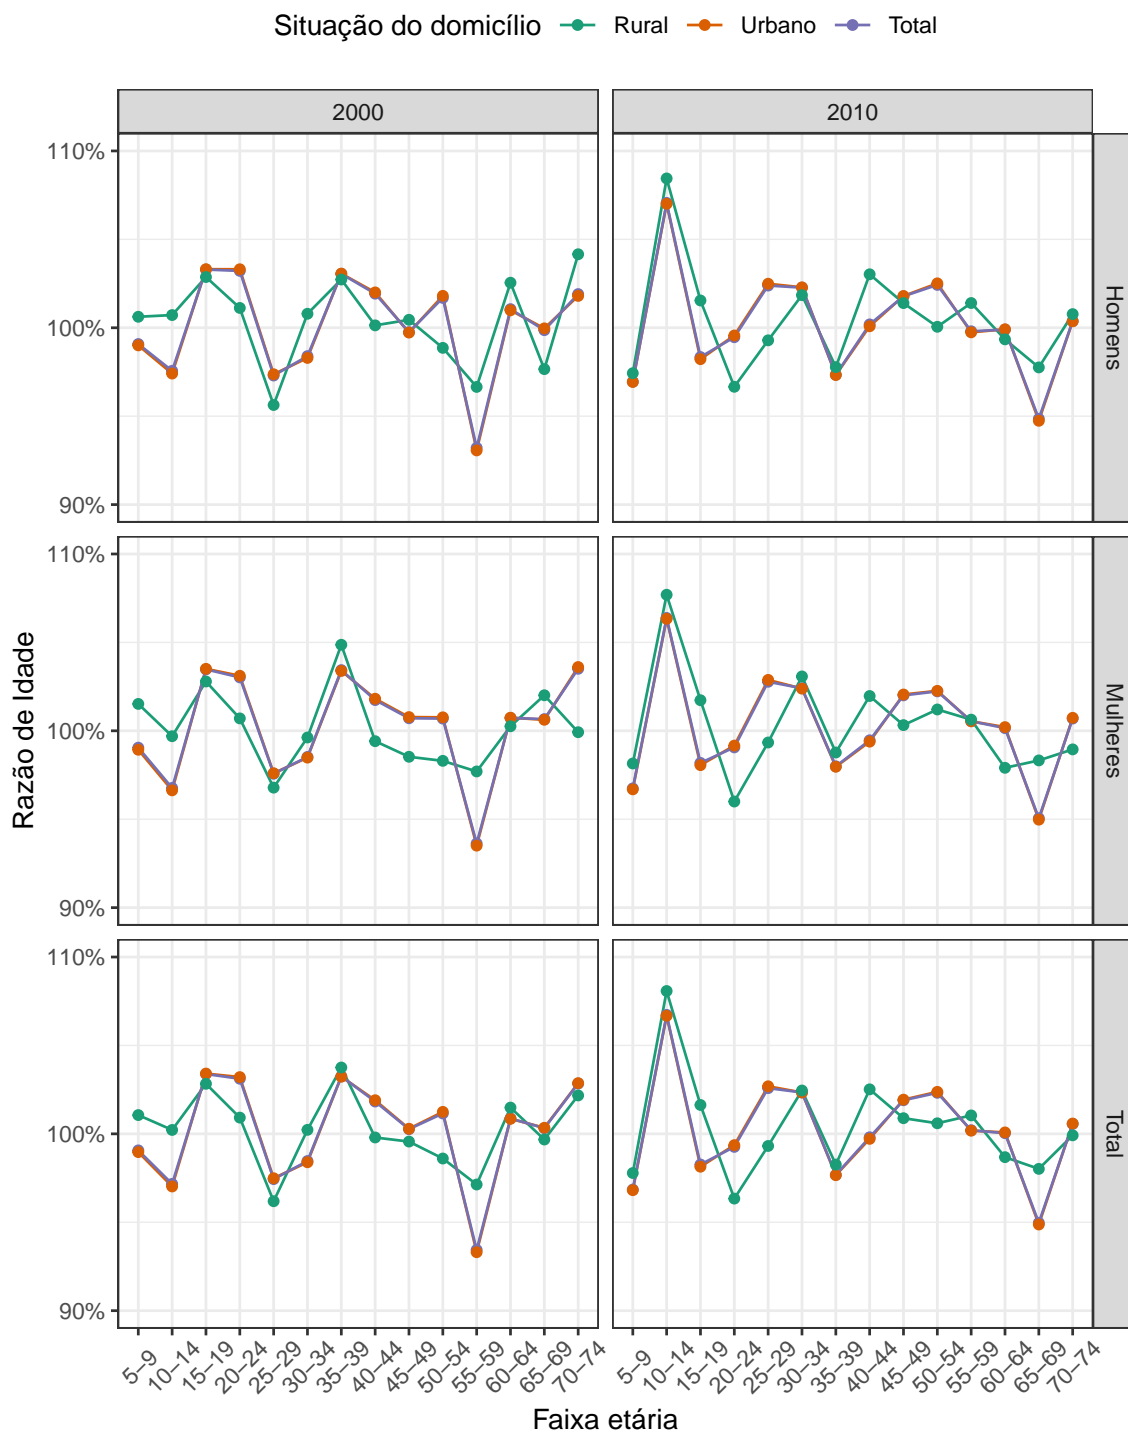 Situação do domicílio Rural Urbano Total
2000 2010
110%
100%
90%
Homens
110%
100%
90%
Mulheres
110%
100%
90%
Total
Razão de Idade
5–9 10–14 15–19 20–24 25–29 30–34 35–39 40–44 45–49 50–54 55–59 60–64 65–69 70–74
5–9 10–14 15–19 20–24 25–29 30–34 35–39 40–44 45–49 50–54 55–59 60–64 65–69 70–74
Faixa etária